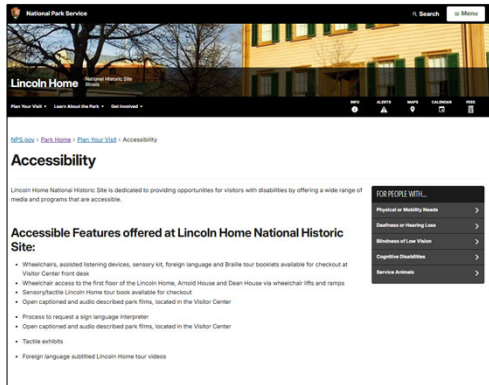 National Park Service
Search
Menu
Lincoln Home
National Historic Site
Illinois
Plan Your Visit
Learn About the Park
Get Involved
INFO
ALERTS
MAPS
CALENDAR
FEES
NPS.gov › Park Home › Plan Your Visit › Accessibility
Accessibility
Lincoln Home National Historic Site is dedicated to providing opportunities for visitors with disabilities by offering a wide range of
media and programs that are accessible.
FOR PEOPLE WITH...
Physical or Mobility Needs
Deafness or Hearing Loss
Blindness of Low Vision
Cognitive Disabilities
Service Animals
Accessible Features offered at Lincoln Home National Historic
Site:
• Wheelchairs, assisted listening devices, sensory kit, foreign language and Braille tour booklets available for checkout at
Visitor Center front desk
• Wheelchair access to the first floor of the Lincoln Home, Arnold House and Dean House via wheelchair lifts and ramps
• Sensory/tactile Lincoln Home tour book available for checkout
• Open captioned and audio described park films, located in the Visitor Center
• Process to request a sign language interpreter
• Open captioned and audio described park films, located in the Visitor Center
• Tactile exhibits
• Foreign language subtitled Lincoln Home tour videos